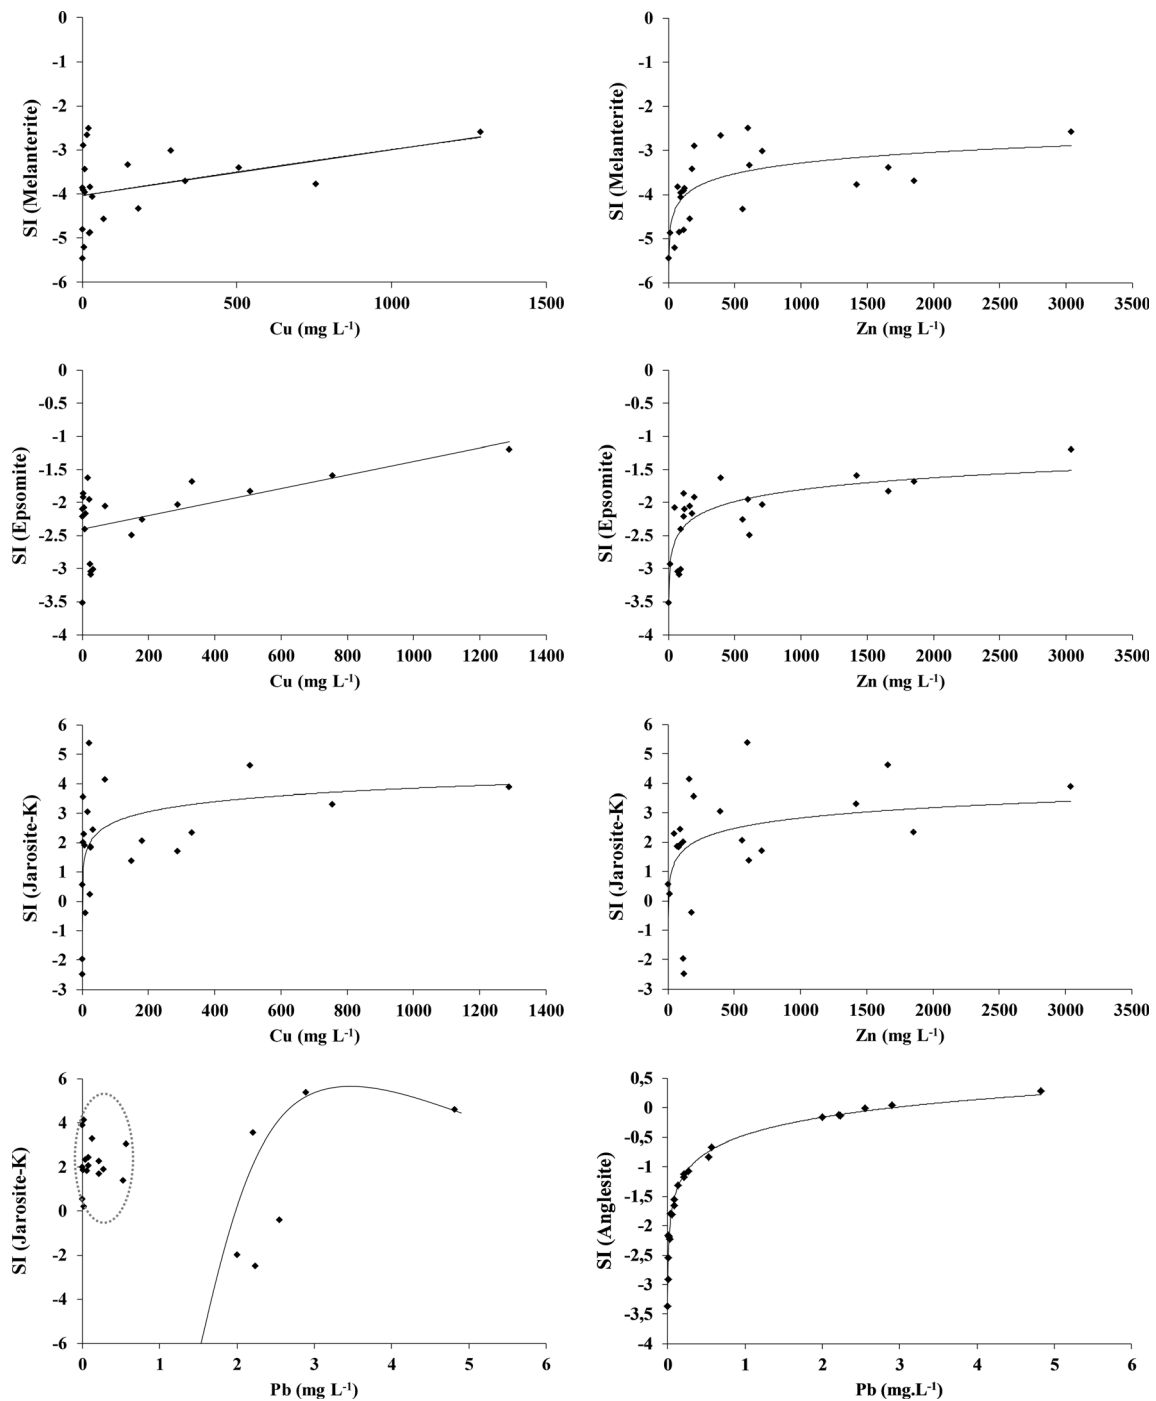 0
-1
-2
-3
-4
-5
-6
SI (Melanterite)
0 500 1000 1500
Cu (mg L-1)
0
-1
-2
-3
-4
-5
-6
SI (Melanterite)
0 500 1000 1500 2000 2500 3000 3500
Zn (mg L-1)
0
-0.5
-1
-1.5
-2
-2.5
-3
-3.5
-4
SI (Epsomite)
0 200 400 600 800 1000 1200 1400
Cu (mg L-1)
0
-0.5
-1
-1.5
-2
-2.5
-3
-3.5
-4
SI (Epsomite)
0 500 1000 1500 2000 2500 3000 3500
Zn (mg L-1)
6
5
4
3
2
1
0
-1
-2
-3
SI (Jarosite-K)
0 200 400 600 800 1000 1200 1400
Cu (mg L-1)
6
5
4
3
2
1
0
-1
-2
-3
SI (Jarosite-K)
0 500 1000 1500 2000 2500 3000 3500
Zn (mg L-1)
6
4
2
0
-2
-4
-6
SI (Jarosite-K)
0 1 2 3 4 5 6
Pb (mg L-1)
0,5
0
-0,5
-1
-1,5
-2
-2,5
-3
-3,5
-4
SI (Anglesite)
0 1 2 3 4 5 6
Pb (mg.L-1)